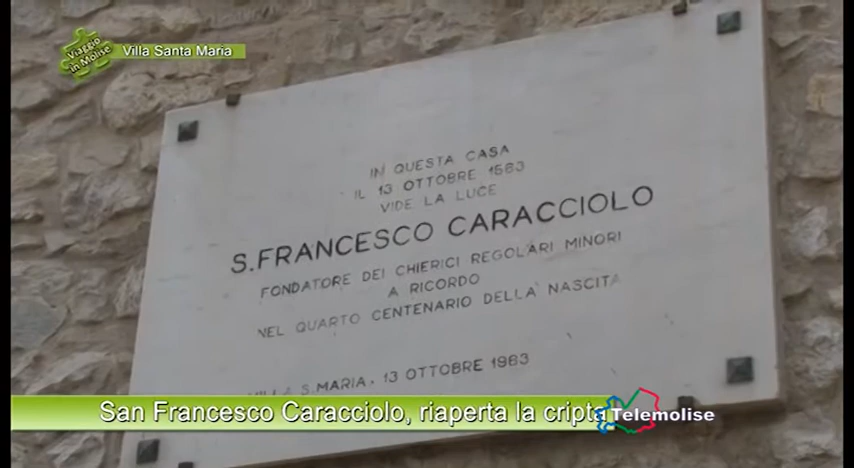 Viaggio
in Molise
Villa Santa Maria
IN QUESTA CASA
IL 13 OTTOBRE 1563
VIDE LA LUCE
S. FRANCESCO CARACCIOLO
FONDATORE DEI CHIERICI REGOLARI MINORI
A RICORDO
NEL QUARTO CENTENARIO DELLA NASCITA
VILLA S. MARIA, 13 OTTOBRE 1963
San Francesco Caracciolo, riaperta la cripta
Telemolise